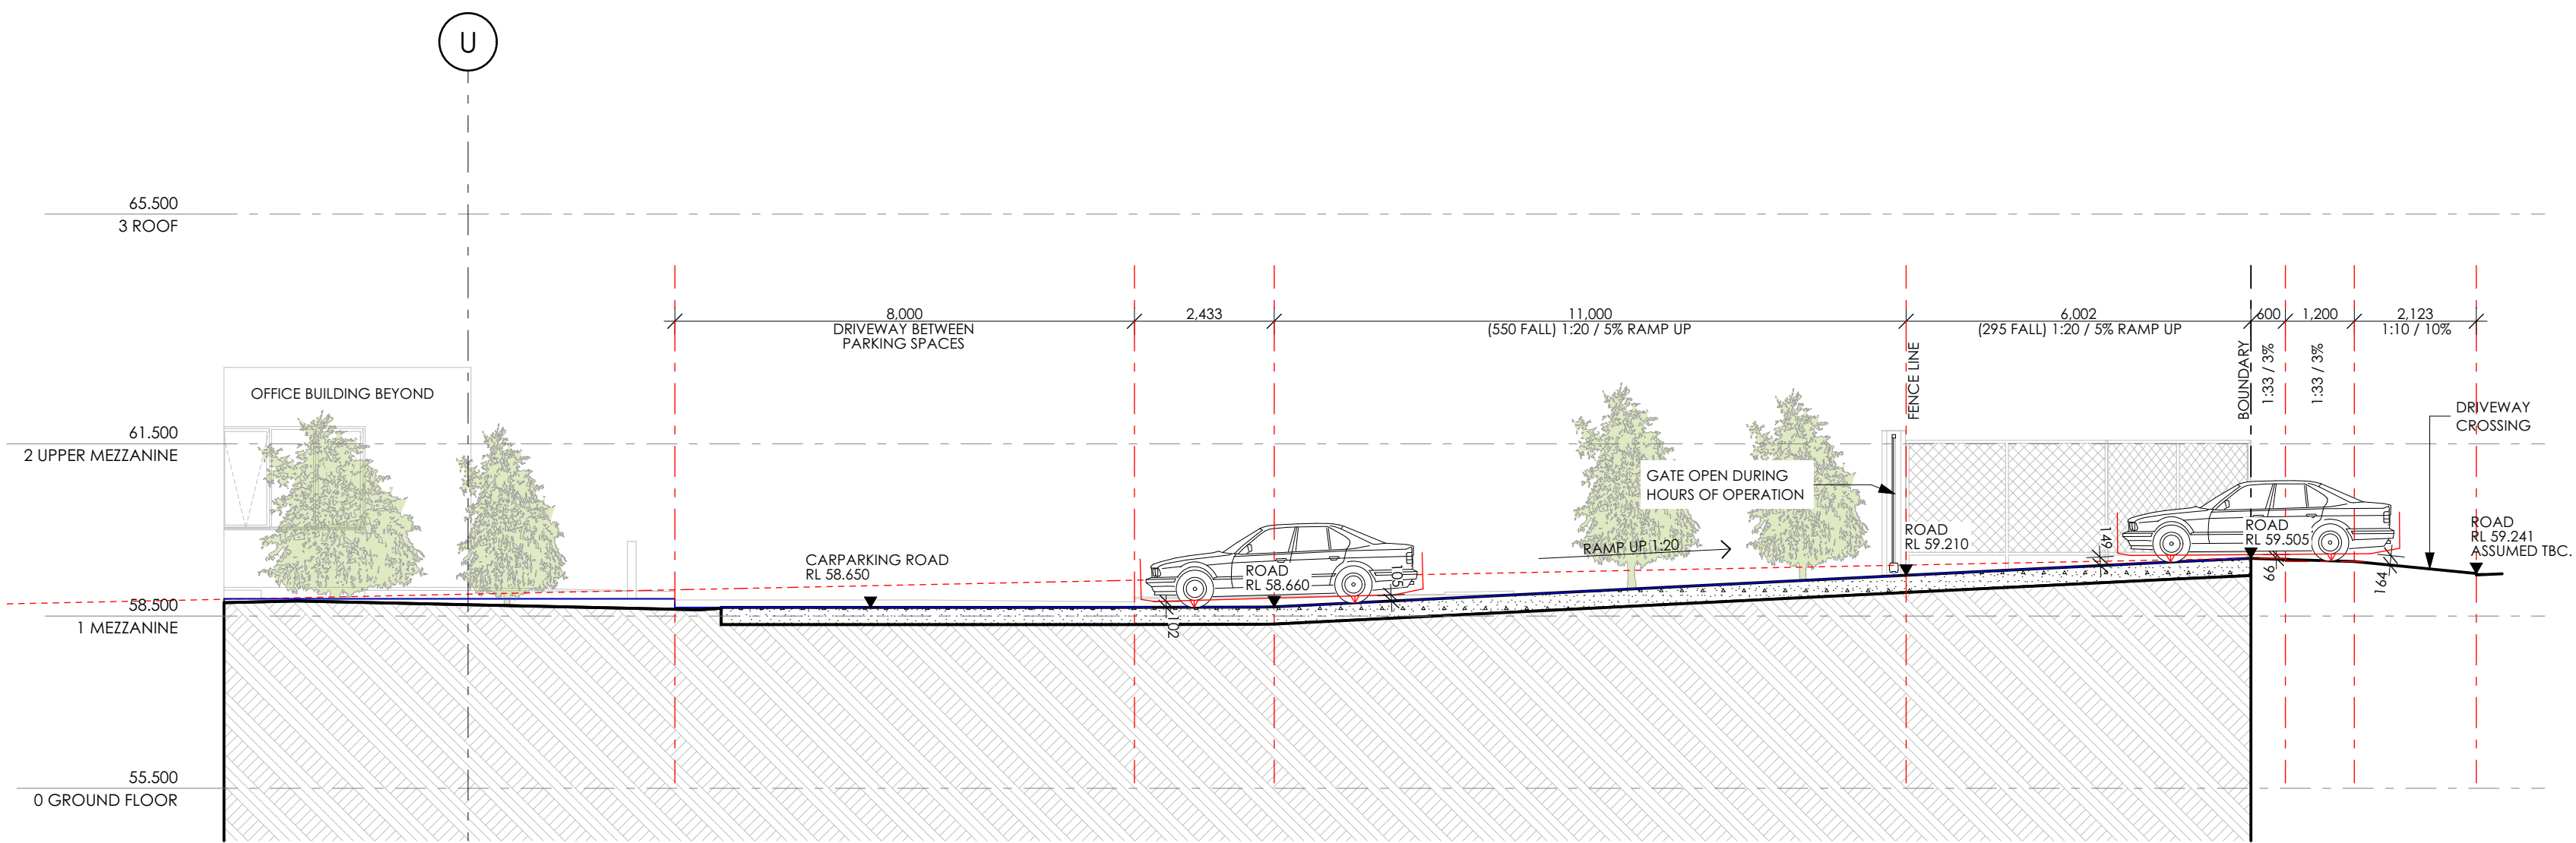 U
65.500
3 ROOF
8,000
DRIVEWAY BETWEEN
PARKING SPACES
2,433
11,000
(550 FALL) 1:20 / 5% RAMP UP
6,002
(295 FALL) 1:20 / 5% RAMP UP
600
1,200
2,123
1:10 / 10%
FENCE LINE
BOUNDARY
1:33 / 3%
1:33 / 3%
OFFICE BUILDING BEYOND
DRIVEWAY
CROSSING
61.500
2 UPPER MEZZANINE
GATE OPEN DURING
HOURS OF OPERATION
RAMP UP 1:20
ROAD
RL 59.210
149
ROAD
RL 59.505
66
164
ROAD
RL 59.241
ASSUMED TBC.
CARPARKING ROAD
RL 58.650
ROAD
RL 58.660
105
102
58.500
1 MEZZANINE
55.500
0 GROUND FLOOR